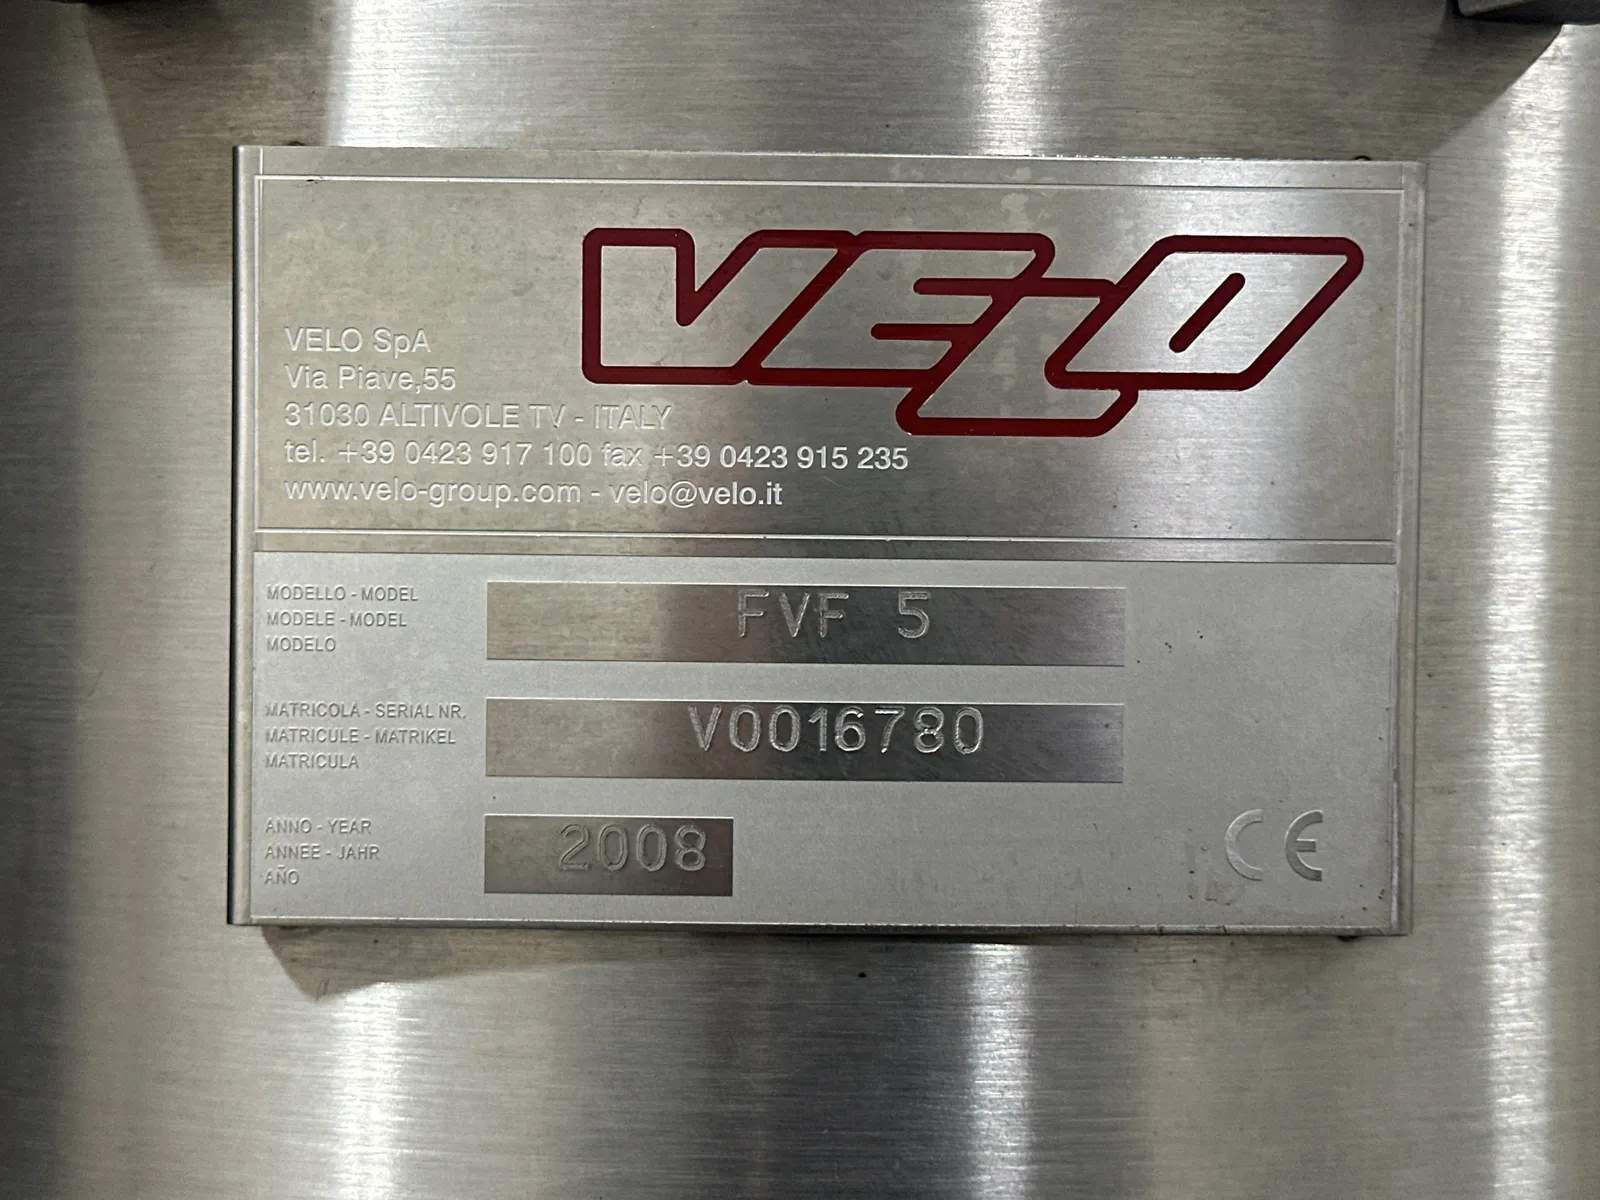 VELO
VELO SpA
Via Piave,55
31030 ALTIVOLE TV - ITALY
tel. +39 0423 917 100 fax +39 0423 915 235
www.velo-group.com - velo@velo.it
MODELLO - MODEL
MODELE - MODEL
MODELO
FVF 5
MATRICOLA - SERIAL NR.
MATRICULE - MATRIKEL
MATRICULA
V0016780
ANNO - YEAR
ANNEE - JAHR
AÑO
2008
CE